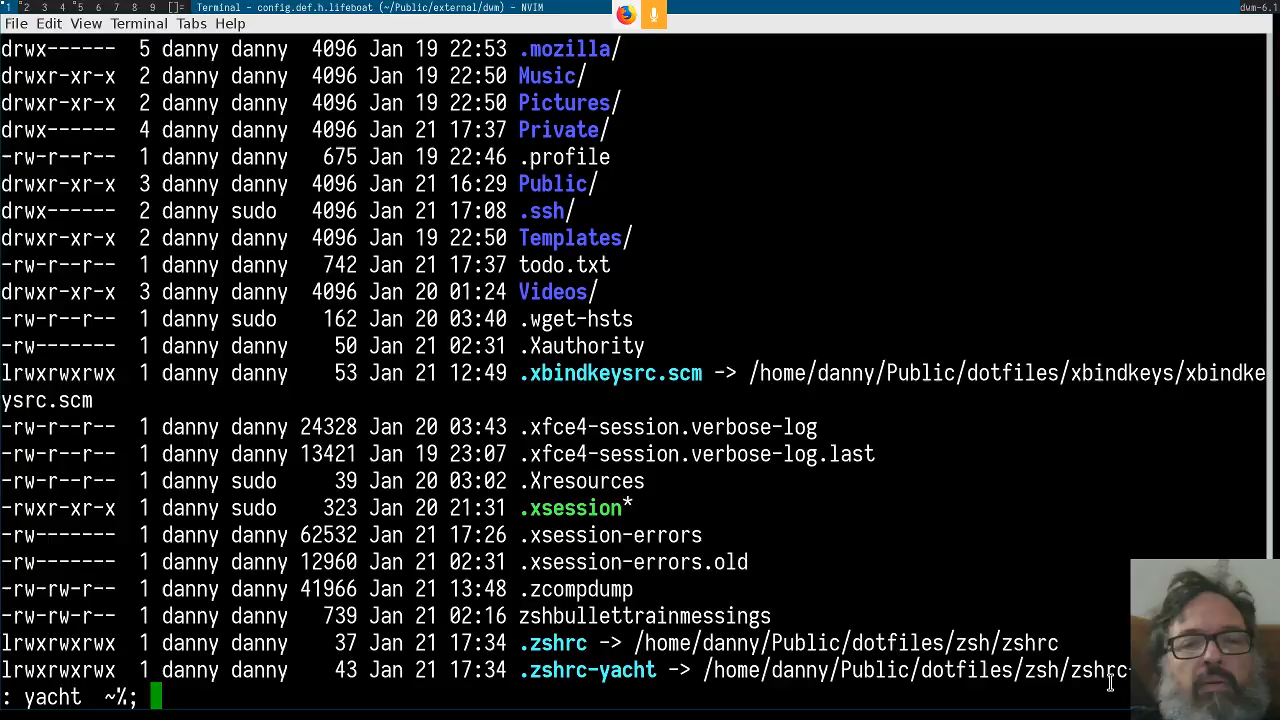 1 2 3 4 5 6 7 8 9 []= Terminal - config.def.h.lifeboat (~/Public/external/dwm) - NVIM dwm-6.1
File Edit View Terminal Tabs Help
drwx------ 5 danny danny 4096 Jan 19 22:53 .mozilla/
drwxr-xr-x 2 danny danny 4096 Jan 19 22:50 Music/
drwxr-xr-x 2 danny danny 4096 Jan 19 22:50 Pictures/
drwx------ 4 danny danny 4096 Jan 21 17:37 Private/
-rw-r--r-- 1 danny danny 675 Jan 19 22:46 .profile
drwxr-xr-x 3 danny danny 4096 Jan 21 16:29 Public/
drwx------ 2 danny sudo 4096 Jan 21 17:08 .ssh/
drwxr-xr-x 2 danny danny 4096 Jan 19 22:50 Templates/
-rw-r--r-- 1 danny danny 742 Jan 21 17:37 todo.txt
drwxr-xr-x 3 danny danny 4096 Jan 20 01:24 Videos/
-rw-r--r-- 1 danny sudo 162 Jan 20 03:40 .wget-hsts
-rw------- 1 danny danny 50 Jan 21 02:31 .Xauthority
lrwxrwxrwx 1 danny danny 53 Jan 21 12:49 .xbindkeysrc.scm -> /home/danny/Public/dotfiles/xbindkeys/xbindke
ysrc.scm
-rw-r--r-- 1 danny danny 24328 Jan 20 03:43 .xfce4-session.verbose-log
-rw-r--r-- 1 danny danny 13421 Jan 19 23:07 .xfce4-session.verbose-log.last
-rw-r--r-- 1 danny sudo 39 Jan 20 03:02 .Xresources
-rwxr-xr-x 1 danny sudo 323 Jan 20 21:31 .xsession*
-rw------- 1 danny danny 62532 Jan 21 17:26 .xsession-errors
-rw------- 1 danny danny 12960 Jan 21 02:31 .xsession-errors.old
-rw-rw-r-- 1 danny danny 41966 Jan 21 13:48 .zcompdump
-rw-rw-r-- 1 danny danny 739 Jan 21 02:16 zshbullettrainmessings
lrwxrwxrwx 1 danny danny 37 Jan 21 17:34 .zshrc -> /home/danny/Public/dotfiles/zsh/zshrc
lrwxrwxrwx 1 danny danny 43 Jan 21 17:34 .zshrc-yacht -> /home/danny/Public/dotfiles/zsh/zshrc-
: yacht ~%;